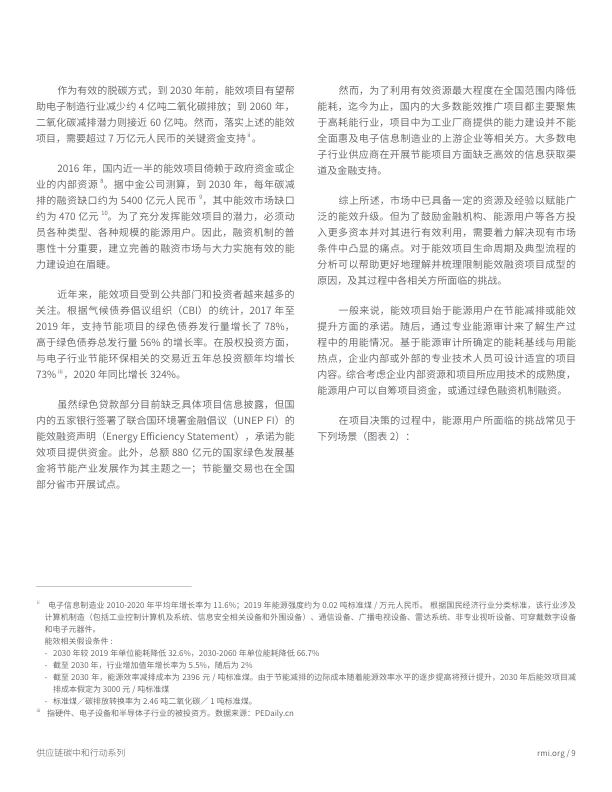 作为有效的脱碳方式，到 2030 年前，能效项目有望帮
助电子制造行业减少约 4 亿吨二氧化碳排放；到 2060 年，
二氧化碳减排潜力则接近 60 亿吨。然而，落实上述的能效
项目，需要超过 7 万亿元人民币的关键资金支持 ii。
2016 年，国内近一半的能效项目倚赖于政府资金或企
业的内部资源 8。据中金公司测算，到 2030 年，每年碳减
排的融资缺口约为 5400 亿元人民币 9，其中能效市场缺口
约为 470 亿元 10。为了充分发挥能效项目的潜力，必须动
员各种类型、各种规模的能源用户。因此，融资机制的普
惠性十分重要，建立完善的融资市场与大力实施有效的能
力建设迫在眉睫。
近年来，能效项目受到公共部门和投资者越来越多的
关注。根据气候债券倡议组织（CBI）的统计，2017 年至
2019 年，支持节能项目的绿色债券发行量增长了 78%，
高于绿色债券总发行量 56% 的增长率。在股权投资方面，
与电子行业节能环保相关的交易近五年总投资额年均增长
73% iii，2020 年同比增长 324%。
虽然绿色贷款部分目前缺乏具体项目信息披露，但国
内的五家银行签署了联合国环境署金融倡议（UNEP FI）的
能效融资声明（Energy Efficiency Statement），承诺为能
效项目提供资金。此外，总额 880 亿元的国家绿色发展基
金将节能产业发展作为其主题之一；节能量交易也在全国
部分省市开展试点。
然而，为了利用有效资源最大程度在全国范围内降低
能耗，迄今为止，国内的大多数能效推广项目都主要聚焦
于高耗能行业，项目中为工业厂商提供的能力建设并不能
全面惠及电子信息制造业的上游企业等相关方。大多数电
子行业供应商在开展节能项目方面缺乏高效的信息获取渠
道及金融支持。
综上所述，市场中已具备一定的资源及经验以赋能广
泛的能效升级。但为了鼓励金融机构、能源用户等各方投
入更多资本并对其进行有效利用，需要着力解决现有市场
条件中凸显的痛点。对于能效项目生命周期及典型流程的
分析可以帮助更好地理解并梳理限制能效融资项目成型的
原因，及其过程中各相关方所面临的挑战。
一般来说，能效项目始于能源用户在节能减排或能效
提升方面的承诺。随后，通过专业能源审计来了解生产过
程中的用能情况。基于能源审计所确定的能耗基线与用能
热点，企业内部或外部的专业技术人员可设计适宜的项目
内容。综合考虑企业内部资源和项目所应用技术的成熟度，
能源用户可以自筹项目资金，或通过绿色融资机制融资。
在项目决策的过程中，能源用户所面临的挑战常见于
下列场景（图表 2）：
ii 电子信息制造业 2010-2020 年平均年增长率为 11.6%；2019 年能源强度约为 0.02 吨标准煤 / 万元人民币。 根据国民经济行业分类标准，该行业涉及
计算机制造（包括工业控制计算机及系统、信息安全相关设备和外围设备）、通信设备、广播电视设备、雷达系统、非专业视听设备、可穿戴数字设备
和电子元器件。
能效相关假设条件：
- 2030 年较 2019 年单位能耗降低 32.6%，2030-2060 年单位能耗降低 66.7%
- 截至 2030 年，行业增加值年增长率为 5.5%，随后为 2%
- 截至 2030 年，能源效率减排成本为 2396 元 / 吨标准煤。由于节能减排的边际成本随着能源效率水平的逐步提高将预计提升，2030 年后能效项目减
排成本假定为 3000 元 / 吨标准煤
- 标准煤／碳排放转换率为 2.46 吨二氧化碳／ 1 吨标准煤。
iii 指硬件、电子设备和半导体子行业的被投资方。数据来源：PEDaily.cn
供应链碳中和行动系列
rmi.org / 9